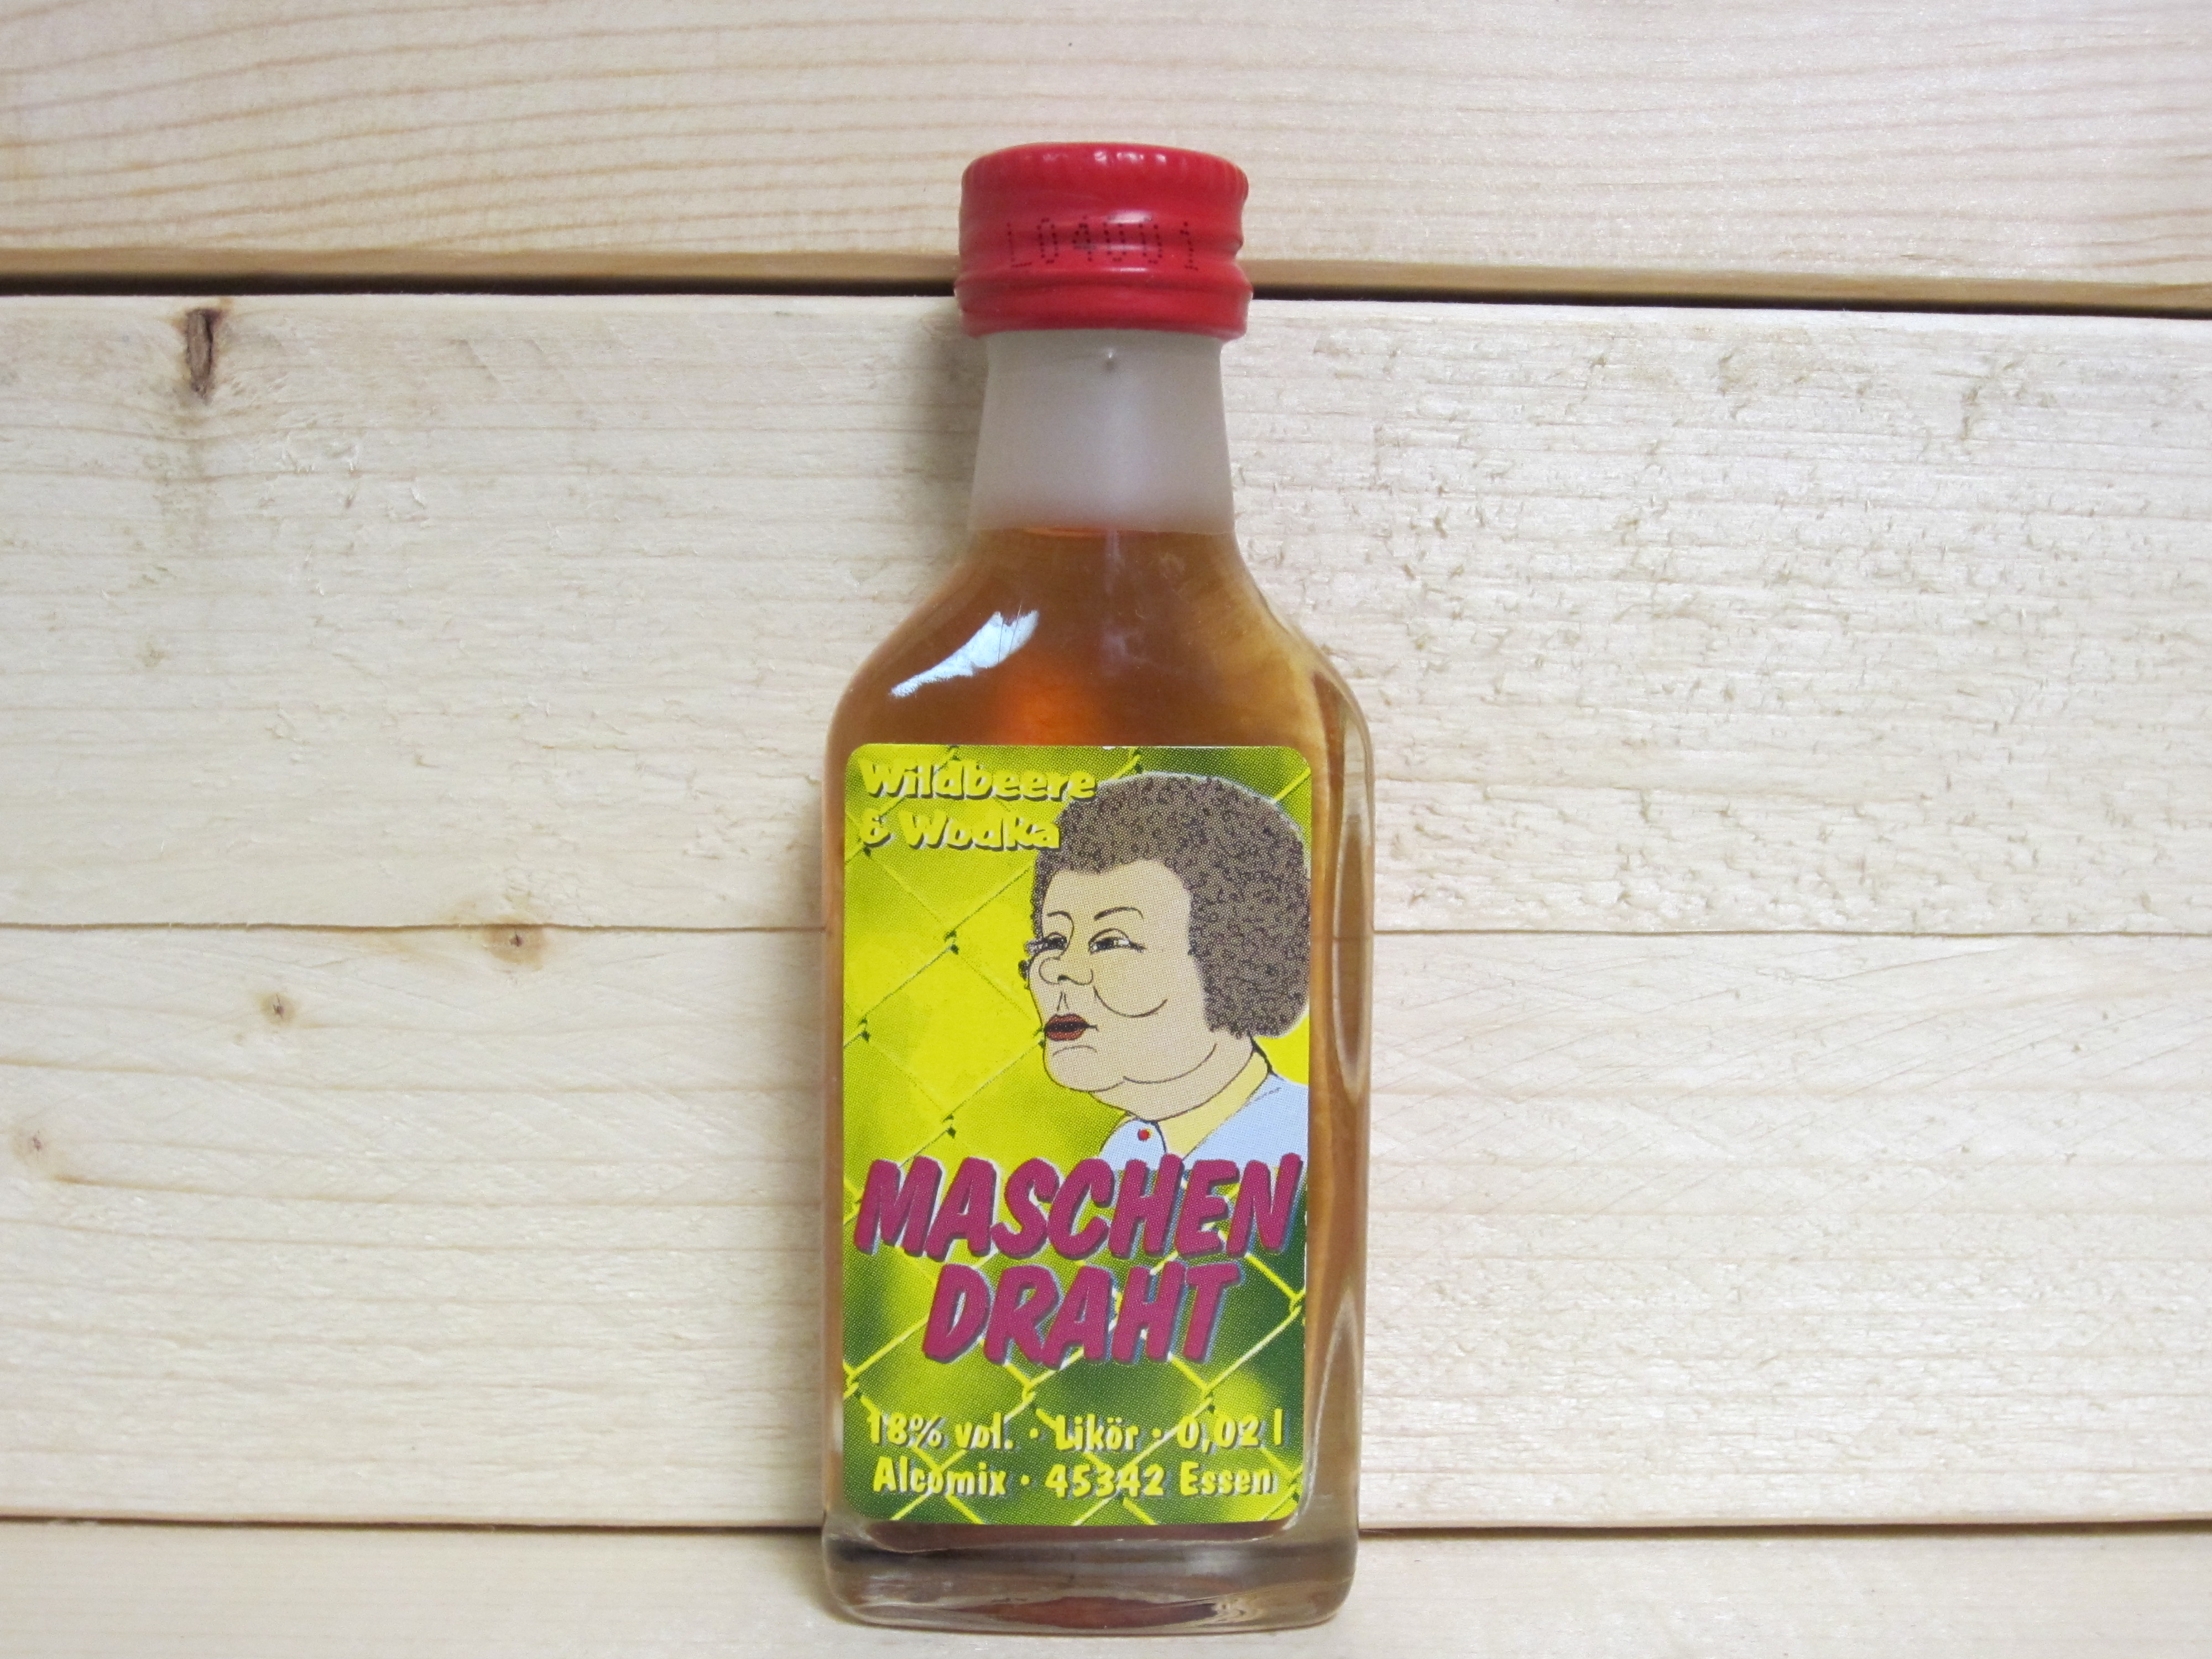 L04001
Wildbeere
& Wodka
MASCHEN
DRAHT
18% vol. · Likör · 0,02 l
Alcomix · 45342 Essen